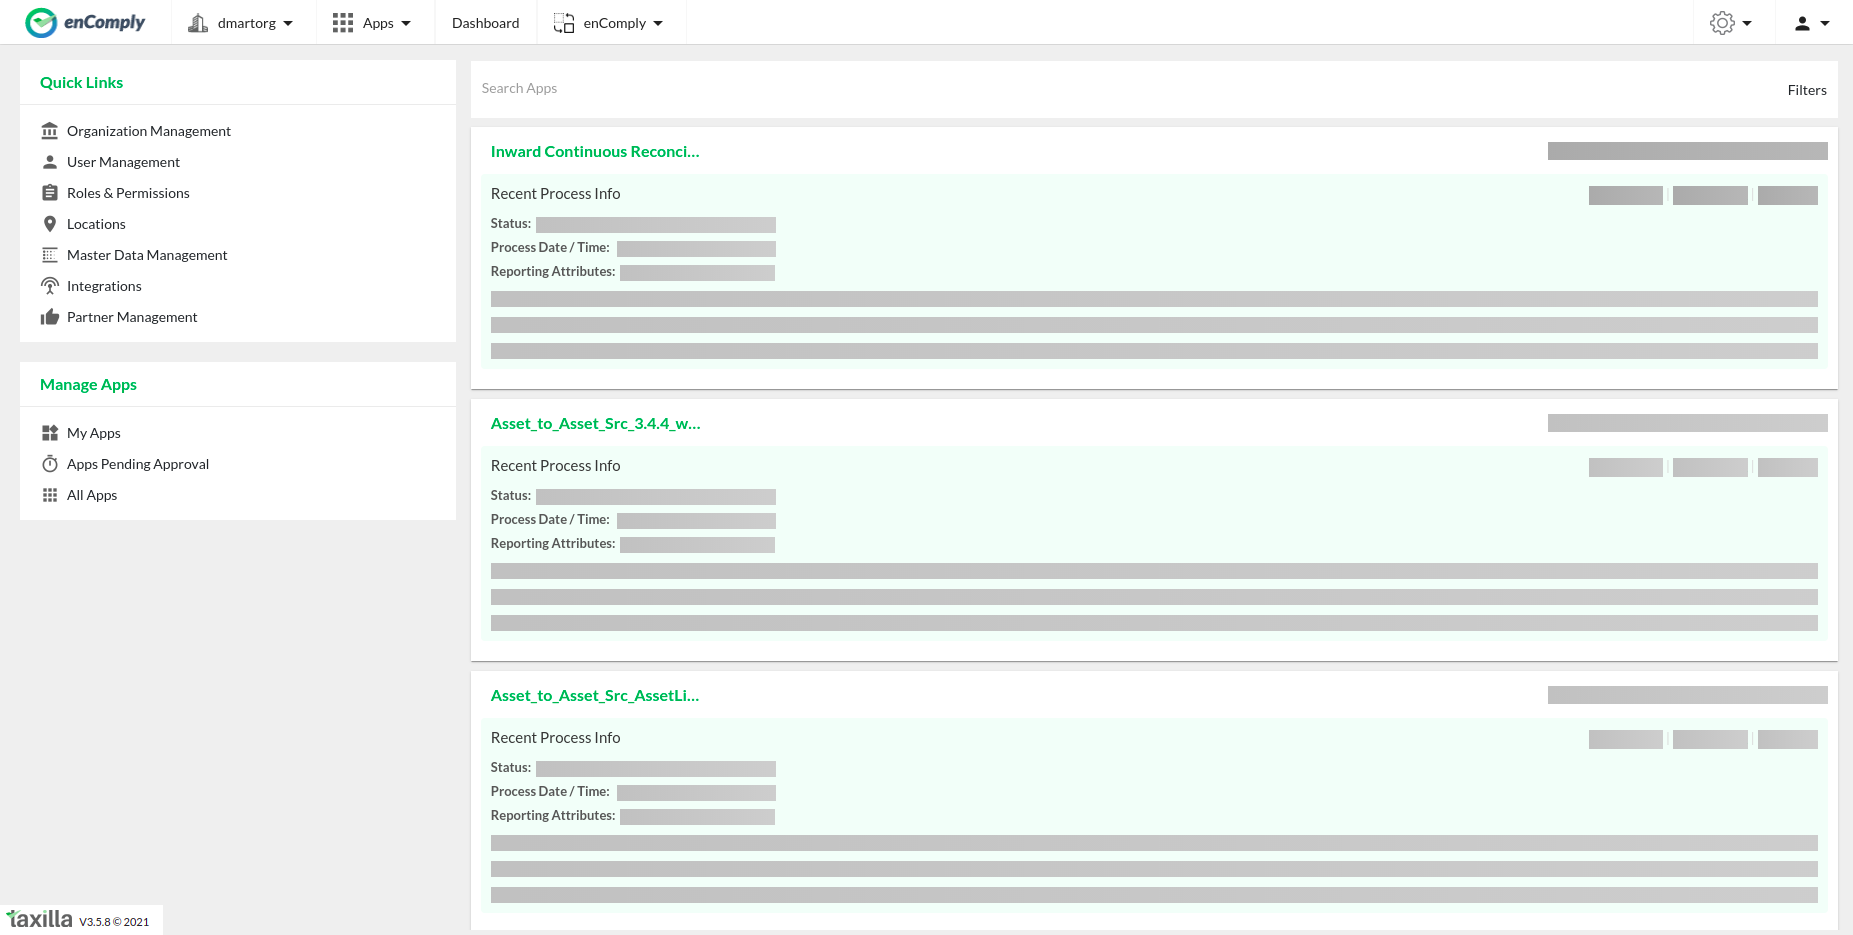 enComply
dmartorg
Apps
Dashboard
enComply
Quick Links
Organization Management
User Management
Roles & Permissions
Locations
Master Data Management
Integrations
Partner Management
Manage Apps
My Apps
Apps Pending Approval
All Apps
Search Apps
Filters
Inward Continuous Reconci...
Recent Process Info
Status:
Process Date / Time:
Reporting Attributes:
Asset_to_Asset_Src_3.4.4_w...
Recent Process Info
Status:
Process Date / Time:
Reporting Attributes:
Asset_to_Asset_Src_AssetLi...
Recent Process Info
Status:
Process Date / Time:
Reporting Attributes:
taxilla V3.5.8 © 2021